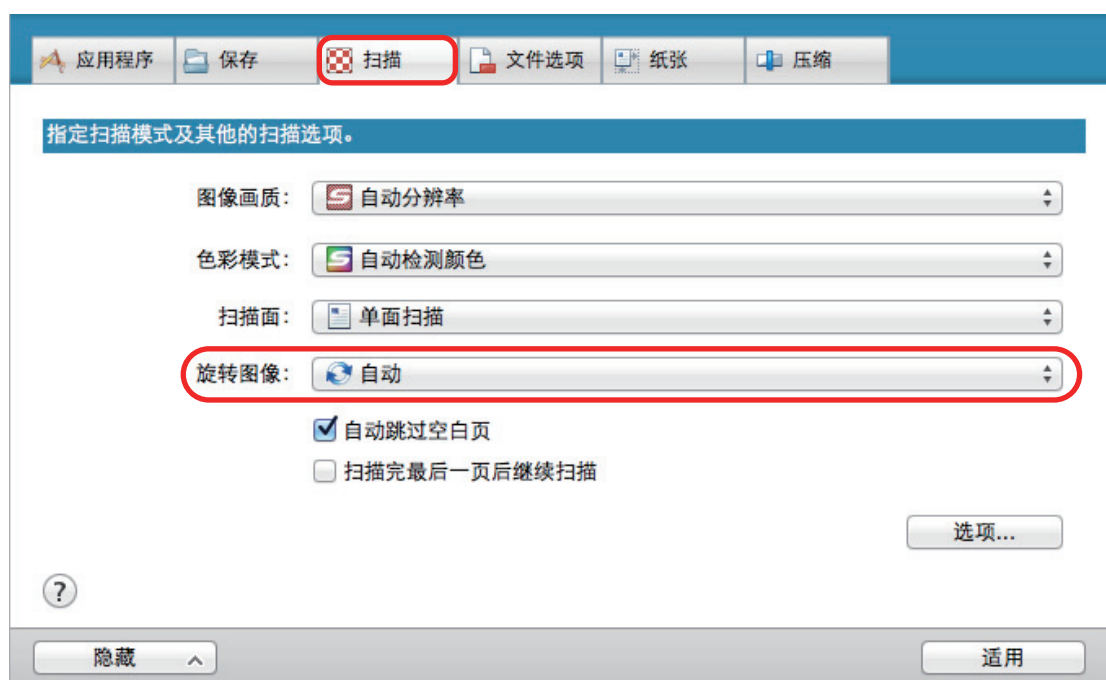 应用程序 保存 扫描 文件选项 纸张 压缩
指定扫描模式及其他的扫描选项。
图像画质： 自动分辨率
色彩模式： 自动检测颜色
扫描面： 单面扫描
旋转图像： 自动
自动跳过空白页
扫描完最后一页后继续扫描
选项...
?
隐藏 适用